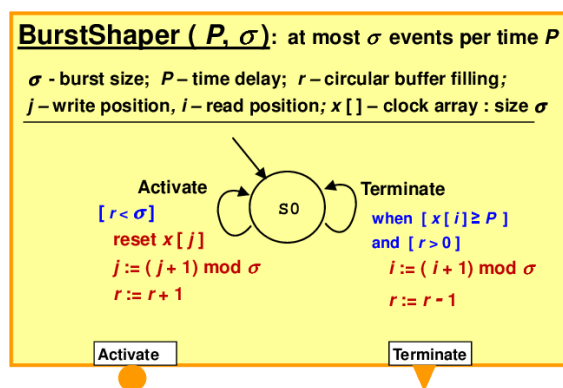 BurstShaper ( P, σ): at most σ events per time P
σ - burst size; P – time delay; r – circular buffer filling;
j – write position, i – read position; x [ ] – clock array : size σ
Activate
[ r < σ]
reset x [ j ]
j := ( j + 1) mod σ
r := r + 1
S0
Terminate
when [ x [ i ] ≥ P ]
and [ r > 0 ]
i := ( i + 1) mod σ
r := r - 1
Activate
Terminate